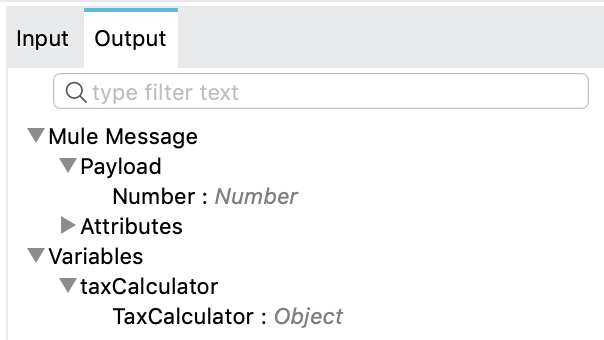 Input Output
type filter text
Mule Message
Payload
Number : Number
Attributes
Variables
taxCalculator
TaxCalculator : Object